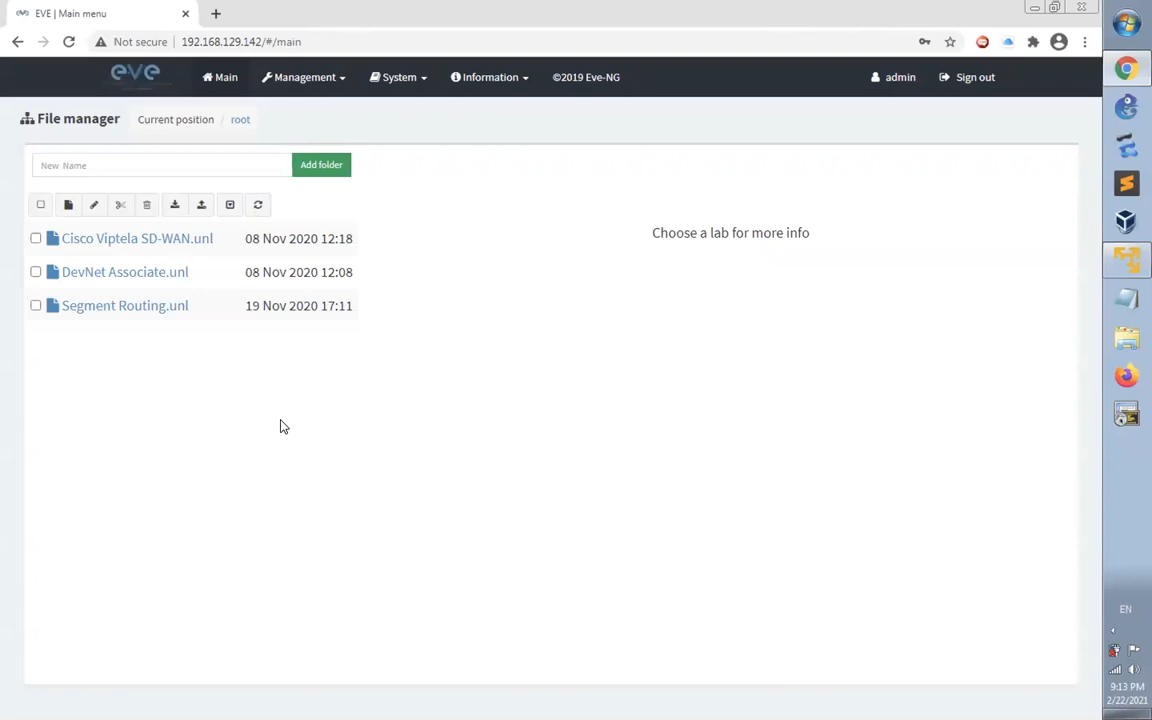 EVE | Main menu
Not secure 192.168.129.142/#/main
eve Main Management System Information ©2019 Eve-NG admin Sign out
File manager Current position / root
New Name Add folder
Cisco Viptela SD-WAN.unl 08 Nov 2020 12:18
Choose a lab for more info
DevNet Associate.unl 08 Nov 2020 12:08
Segment Routing.unl 19 Nov 2020 17:11
EN
9:13 PM
2/22/2021